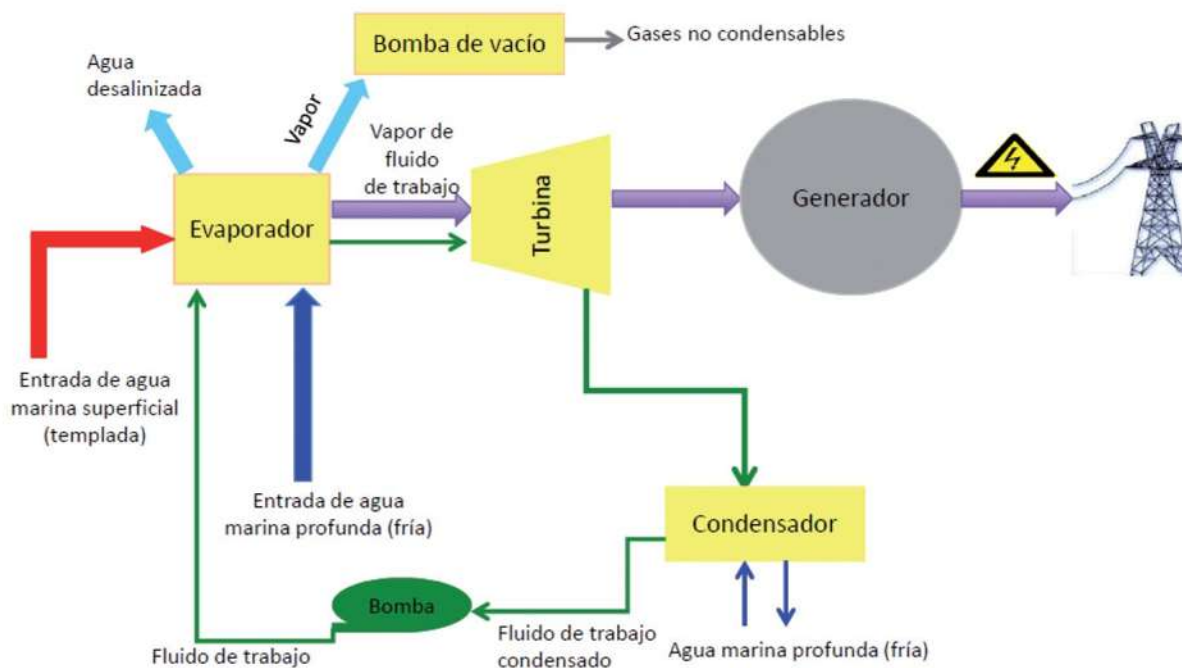 Bomba de vacío
Gases no condensables
Agua
desalinizada
Vapor
Vapor de
fluido
de trabajo
Evaporador
Turbina
Generador
Entrada de agua
marina superficial
(templada)
Entrada de agua
marina profunda (fría)
Condensador
Bomba
Fluido de trabajo
Fluido de trabajo
condensado
Agua marina profunda (fría)